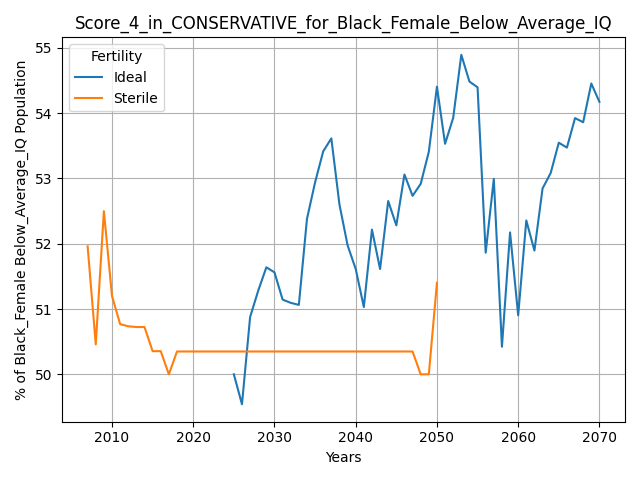 Score_4_in_CONSERVATIVE_for_Black_Female_Below_Average_IQ
Fertility
Ideal
Sterile
% of Black_Female Below_Average_IQ Population
55
54
53
52
51
50
2010
2020
2030
2040
2050
2060
2070
Years